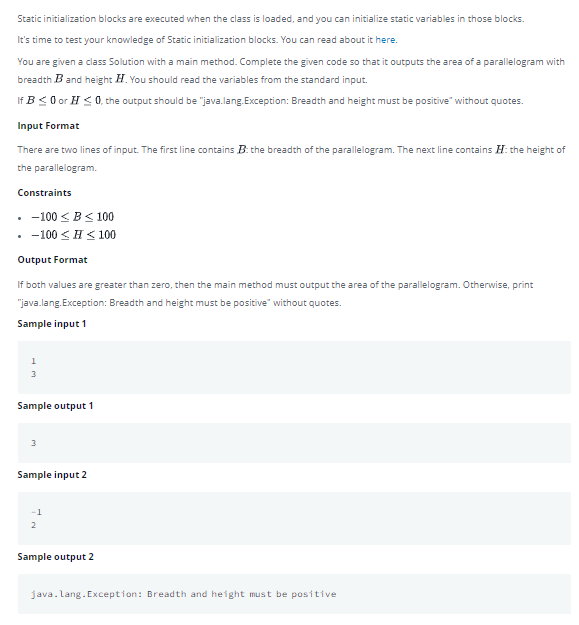 Static initialization blocks are executed when the class is loaded, and you can initialize static variables in those blocks.
It's time to test your knowledge of Static initialization blocks. You can read about it here.
You are given a class Solution with a main method. Complete the given code so that it outputs the area of a parallelogram with
breadth B and height H. You should read the variables from the standard input.
If B ≤ 0 or H ≤ 0, the output should be "java.lang.Exception: Breadth and height must be positive" without quotes.
Input Format
There are two lines of input. The first line contains B: the breadth of the parallelogram. The next line contains H: the height of
the parallelogram.
Constraints
• −100 ≤ B ≤ 100
• −100 ≤ H ≤ 100
Output Format
If both values are greater than zero, then the main method must output the area of the parallelogram. Otherwise, print
"java.lang.Exception: Breadth and height must be positive" without quotes.
Sample input 1
1
3
Sample output 1
3
Sample input 2
-1
2
Sample output 2
java.lang.Exception: Breadth and height must be positive